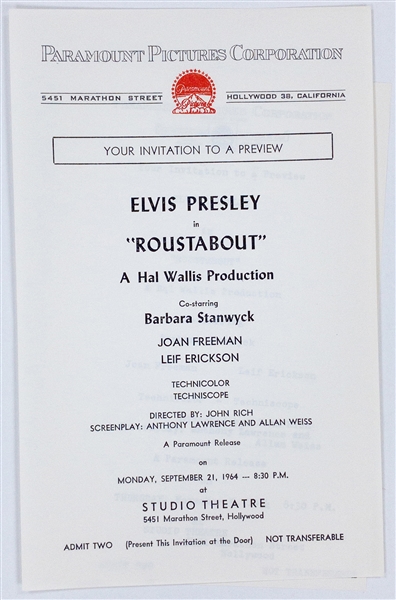 PARAMOUNT PICTURES CORPORATION
5451 MARATHON STREET
Paramount
Pictures
HOLLYWOOD 38, CALIFORNIA
YOUR INVITATION TO A PREVIEW
ELVIS PRESLEY
in
"ROUSTABOUT"
A Hal Wallis Production
Co-starring
Barbara Stanwyck
JOAN FREEMAN
LEIF ERICKSON
TECHNICOLOR
TECHNISCOPE
DIRECTED BY: JOHN RICH
SCREENPLAY: ANTHONY LAWRENCE AND ALLAN WEISS
A Paramount Release
on
MONDAY, SEPTEMBER 21, 1964 — 8:30 P.M.
at
STUDIO THEATRE
5451 Marathon Street, Hollywood
ADMIT TWO (Present This Invitation at the Door) NOT TRANSFERABLE